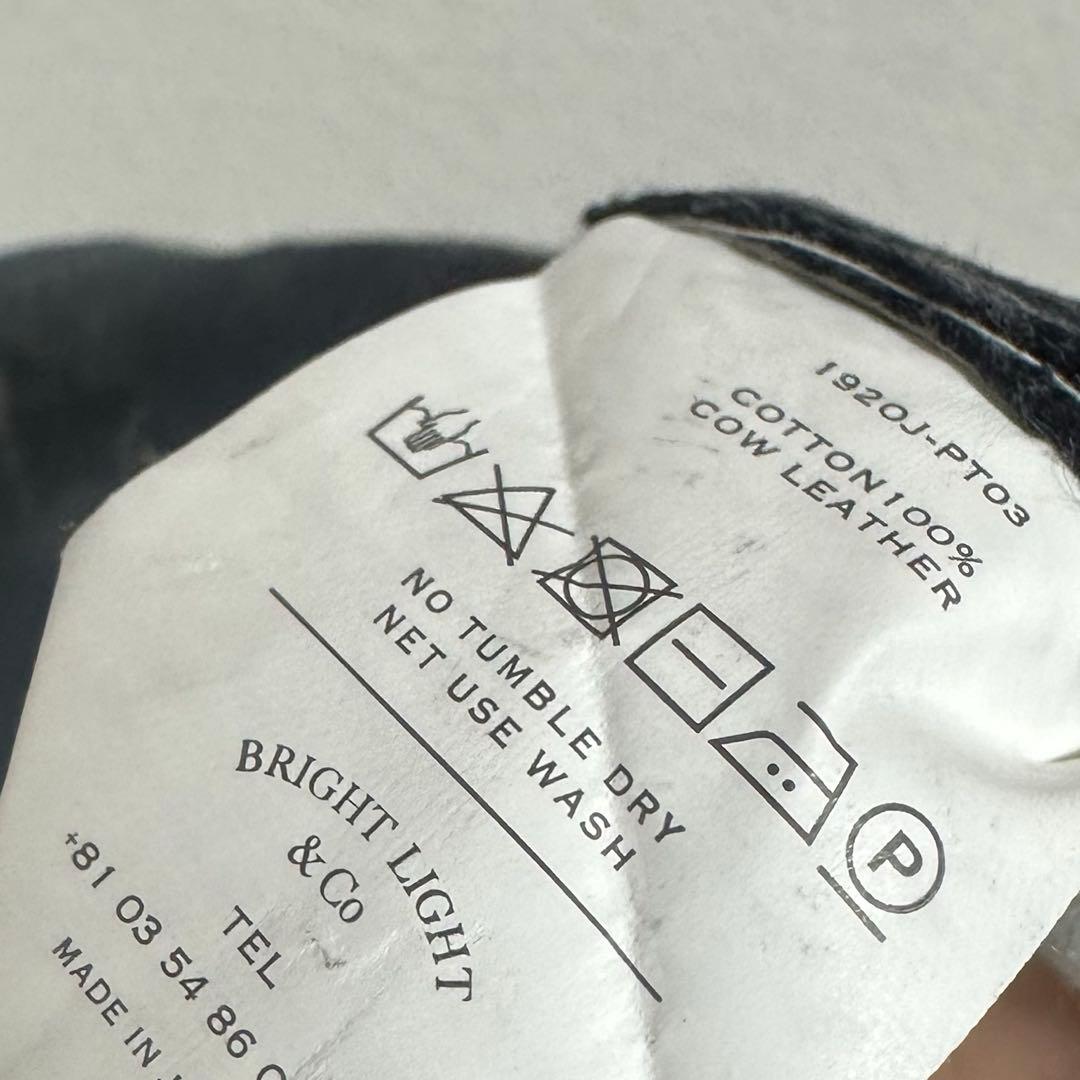 1920J-PT03
COTTON100%
COW LEATHER
P
NO TUMBLE DRY
NET USE WASH
BRIGHT LIGHT
&Co
TEL
+81 03 54 86
MADE IN